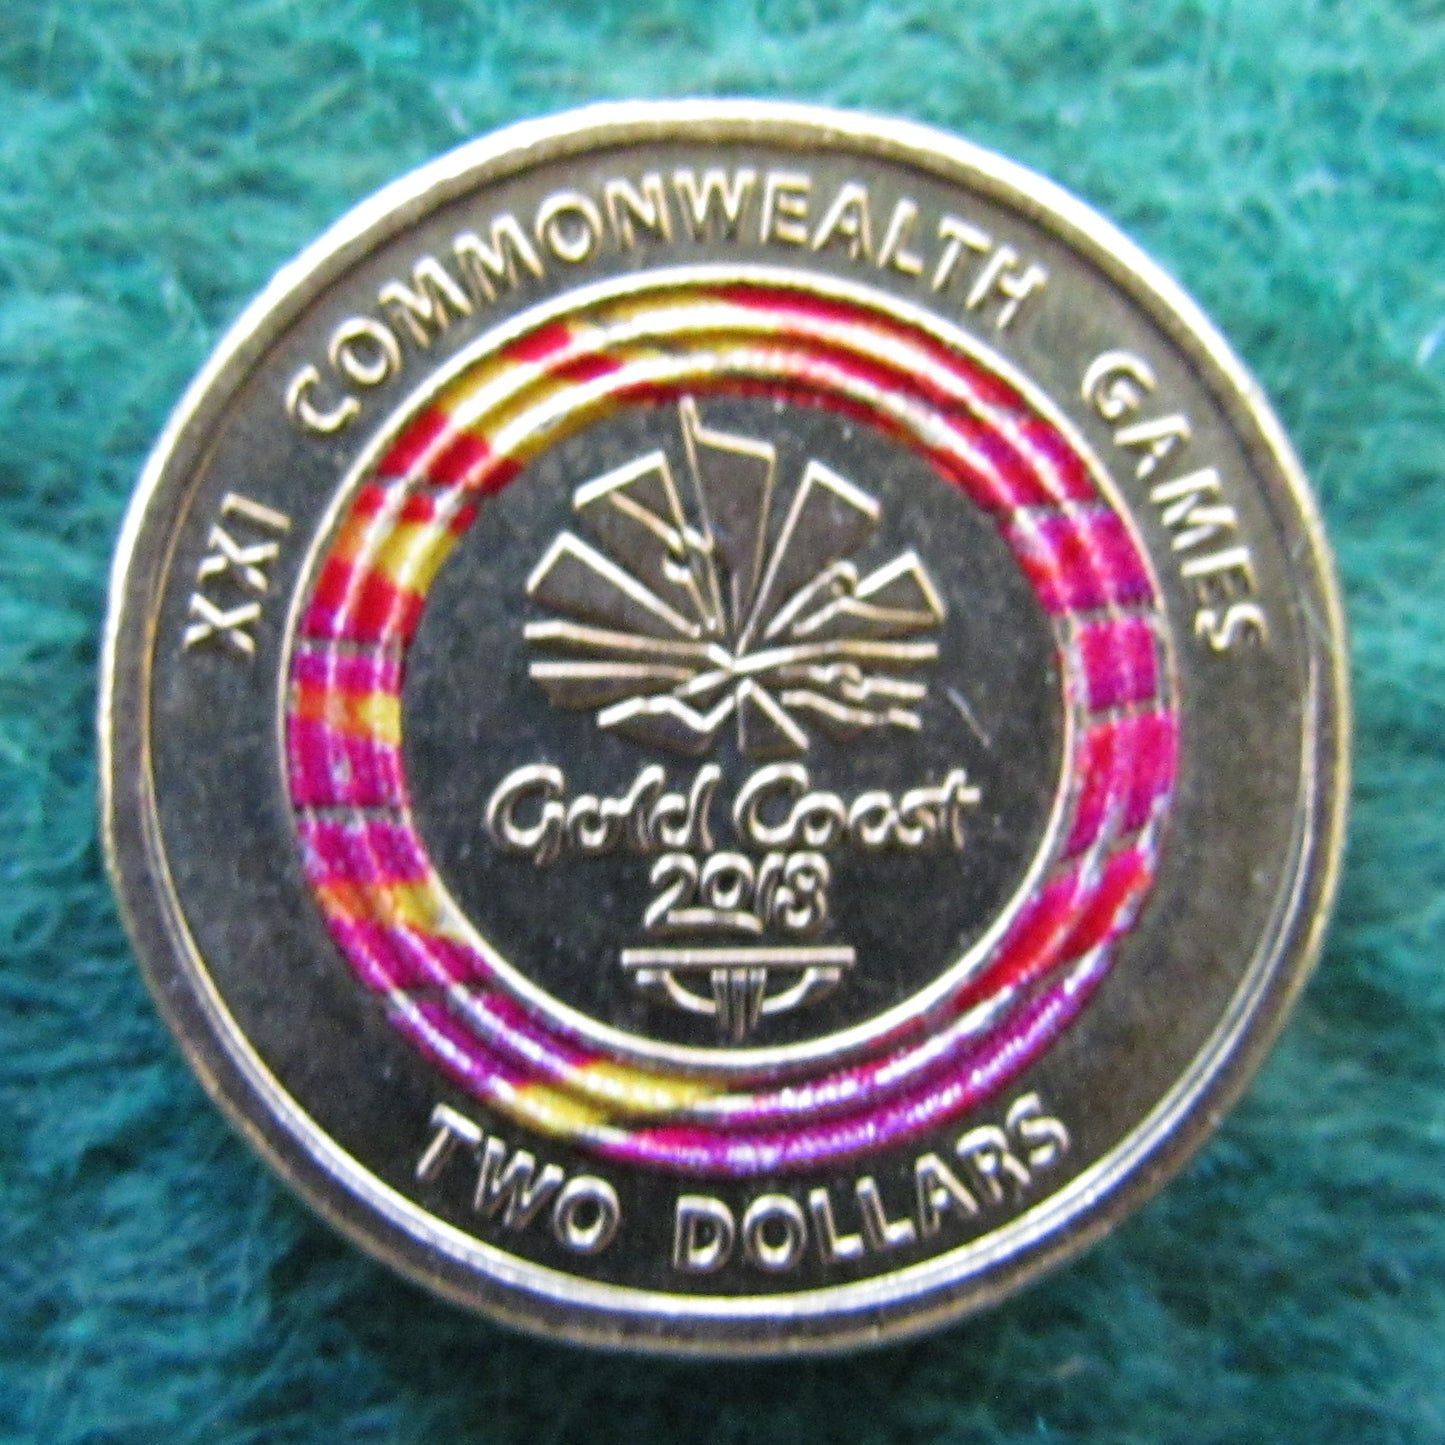 XXI COMMONWEALTH GAMES
Gold Coast
2018
TWO DOLLARS